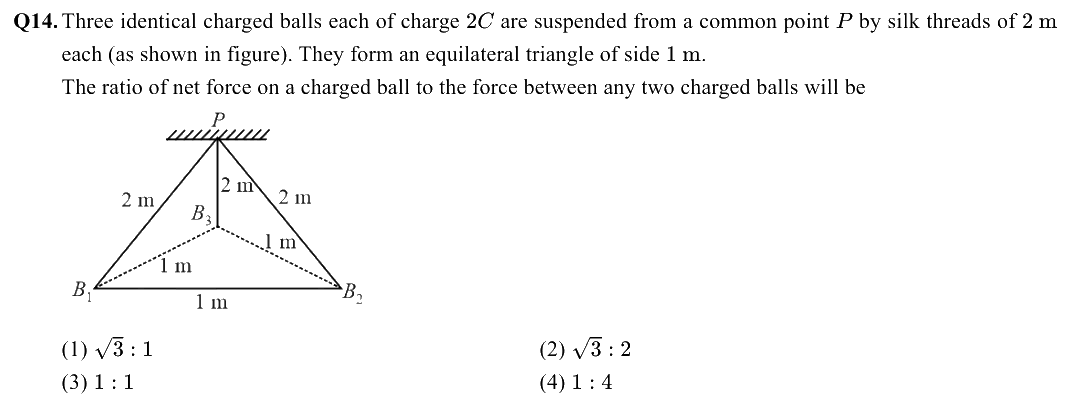 Q14. Three identical charged balls each of charge 2C are suspended from a common point P by silk threads of 2 m
each (as shown in figure). They form an equilateral triangle of side 1 m.
The ratio of net force on a charged ball to the force between any two charged balls will be
P
2 m
2 m
2 m
B₃
1 m
1 m
B₁
B₂
1 m
(1) √3 : 1
(2) √3 : 2
(3) 1 : 1
(4) 1 : 4